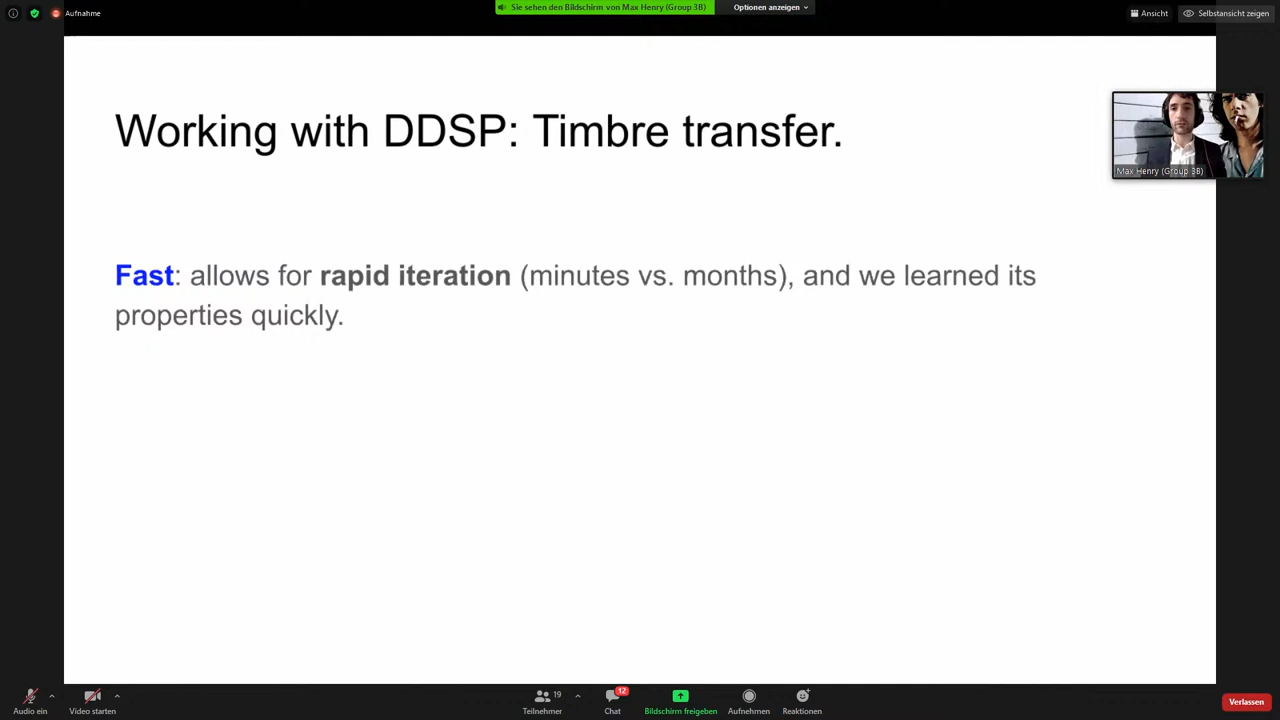 Aufnahme
Sie sehen den Bildschirm von Max Henry (Group 3B)
Optionen anzeigen
Ansicht
Selbstansicht zeigen
Working with DDSP: Timbre transfer.
Max Henry (Group 3B)
Fast: allows for rapid iteration (minutes vs. months), and we learned its
properties quickly.
Audio ein
Video starten
19
Teilnehmer
12
Chat
Bildschirm freigeben
Aufnehmen
Reaktionen
Verlassen